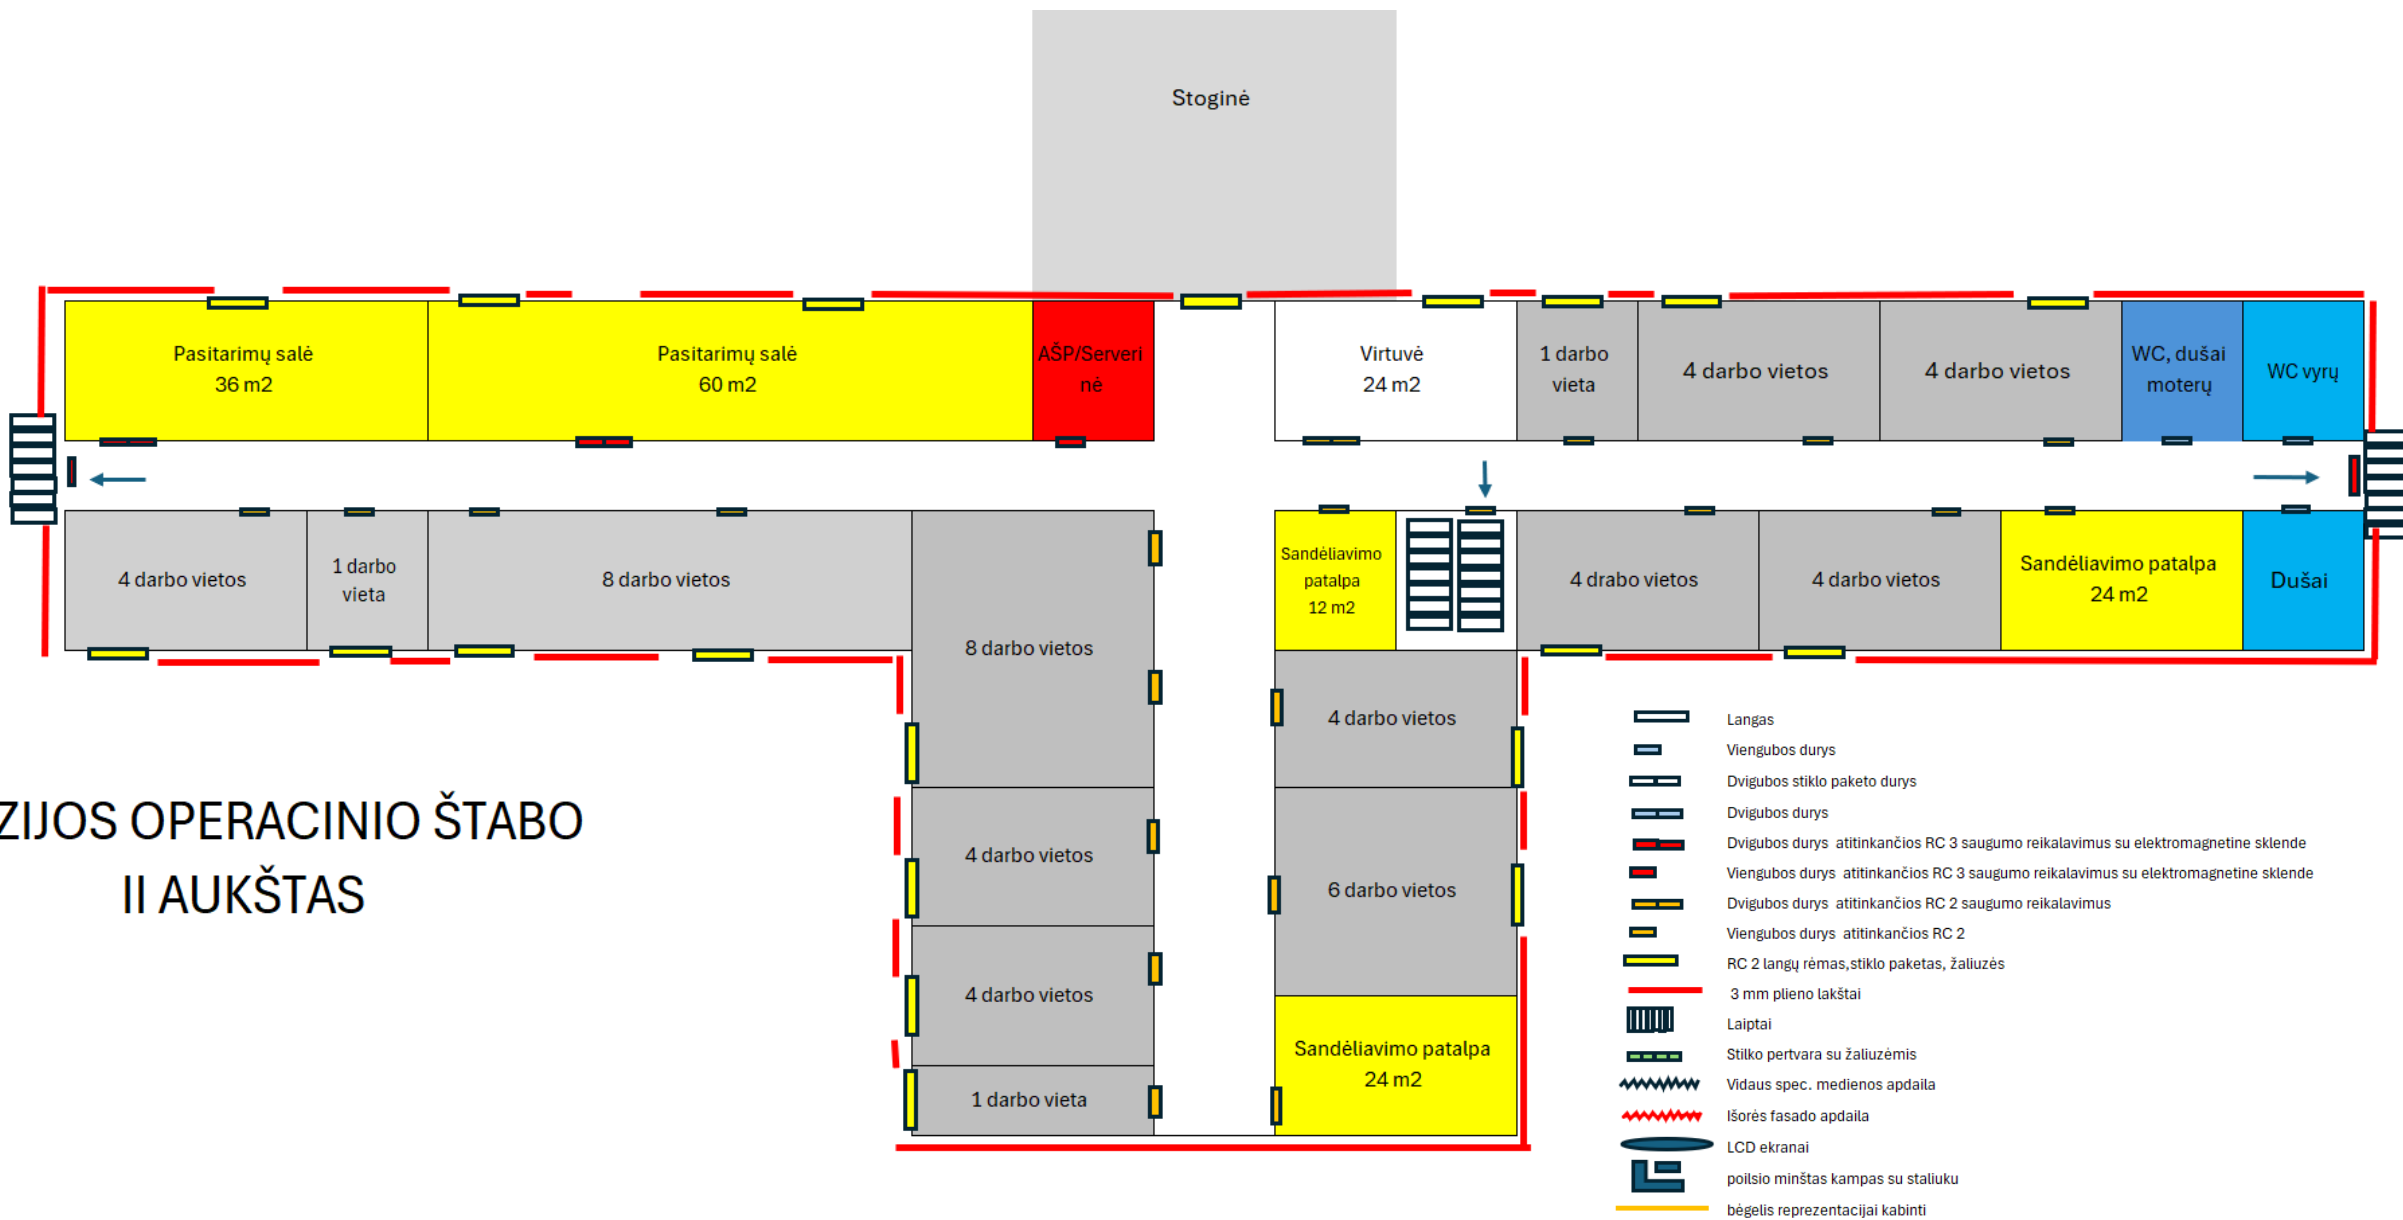 Stoginė
Pasitarimų salė
36 m2
Pasitarimų salė
60 m2
AŠP/Serveri
nė
Virtuvė
24 m2
1 darbo
vieta
4 darbo vietos
4 darbo vietos
WC, dušai
moterų
WC vyrų
4 darbo vietos
1 darbo
vieta
8 darbo vietos
8 darbo vietos
Sandėliavimo
patalpa
12 m2
4 drabo vietos
4 darbo vietos
Sandėliavimo patalpa
24 m2
Dušai
4 darbo vietos
4 darbo vietos
6 darbo vietos
4 darbo vietos
Sandėliavimo patalpa
24 m2
1 darbo vieta
ZIJOS OPERACINIO ŠTABO
II AUKŠTAS
Langas
Viengubos durys
Dvigubos stiklo paketo durys
Dvigubos durys
Dvigubos durys atitinkančios RC 3 saugumo reikalavimus su elektromagnetine sklende
Viengubos durys atitinkančios RC 3 saugumo reikalavimus su elektromagnetine sklende
Dvigubos durys atitinkančios RC 2 saugumo reikalavimus
Viengubos durys atitinkančios RC 2
RC 2 langų rėmas,stiklo paketas, žaliuzės
3 mm plieno lakštai
Laiptai
Stilko pertvara su žaliuzėmis
Vidaus spec. medienos apdaila
Išorės fasado apdaila
LCD ekranai
poilsio minštas kampas su staliuku
bėgelis reprezentacijai kabinti